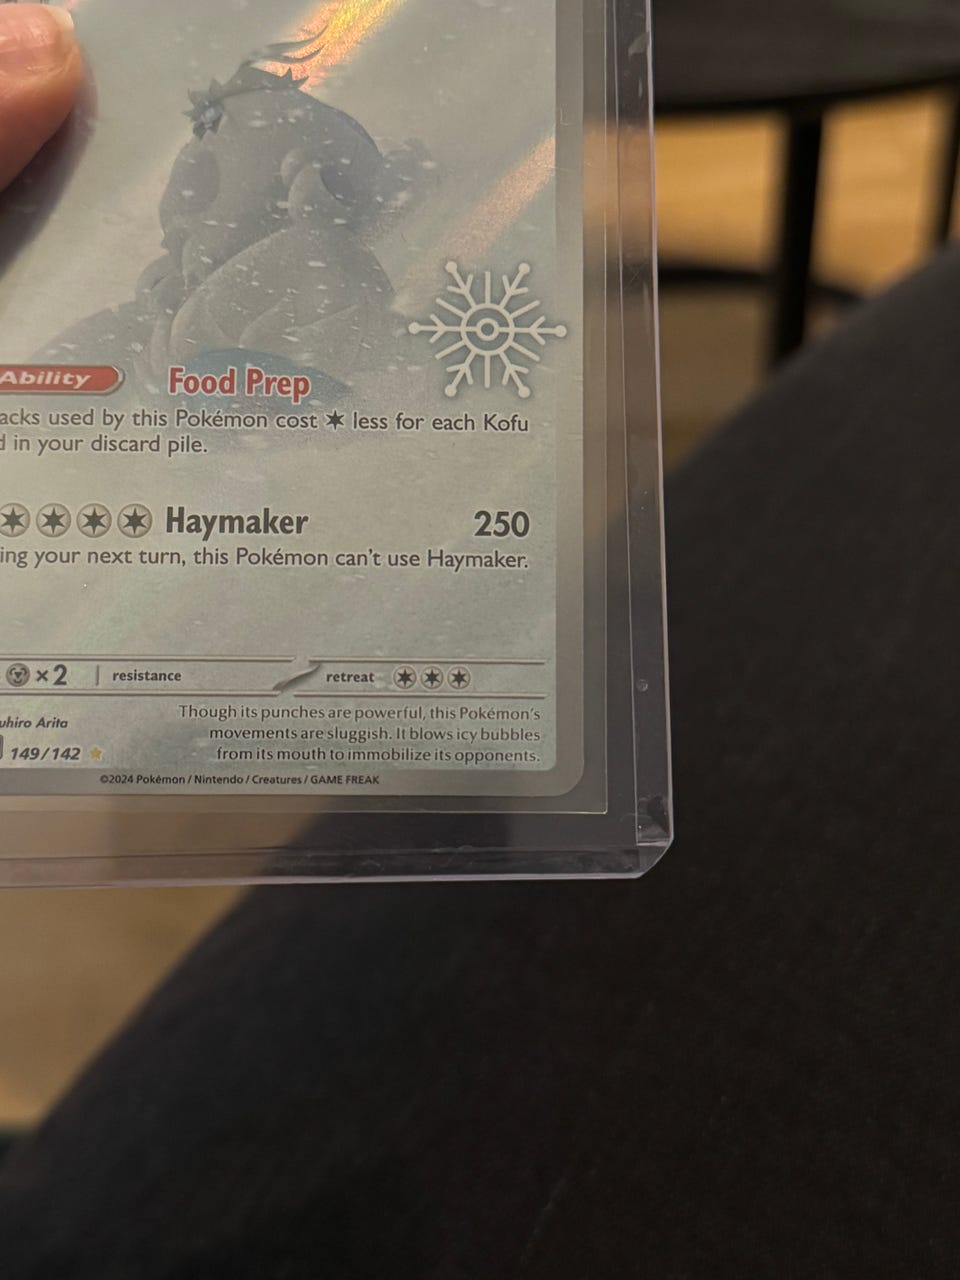 Ability Food Prep
acks used by this Pokémon cost less for each Kofu
in your discard pile.
Haymaker 250
ing your next turn, this Pokémon can't use Haymaker.
×2 | resistance retreat
uhiro Arita
149/142
Though its punches are powerful, this Pokémon's
movements are sluggish. It blows icy bubbles
from its mouth to immobilize its opponents.
©2024 Pokémon / Nintendo / Creatures / GAME FREAK